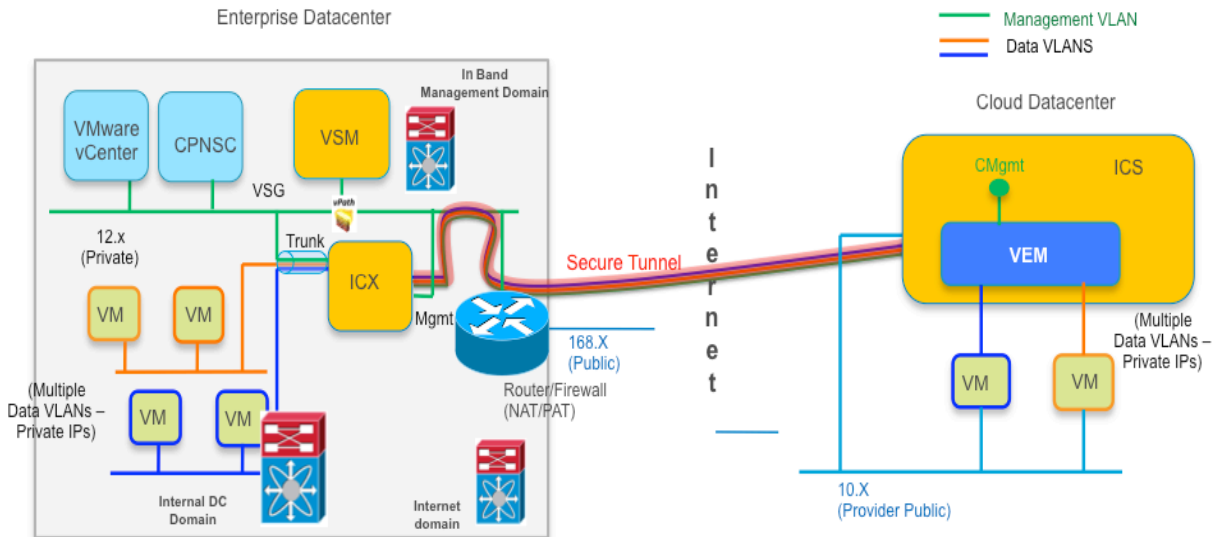 Enterprise Datacenter
Management VLAN
Data VLANS
In Band
Management Domain
VMware
vCenter
CPNSC
VSM
Cloud Datacenter
CMgmt
ICS
VSG
vPath
12.x
(Private)
Trunk
ICX
Mgmt
Secure Tunnel
Internet
VEM
VM
VM
168.X
(Public)
Router/Firewall
(NAT/PAT)
(Multiple
Data VLANs –
Private IPs)
VM
VM
(Multiple
Data VLANs –
Private IPs)
VM
VM
Internal DC
Domain
Internet
domain
10.X
(Provider Public)